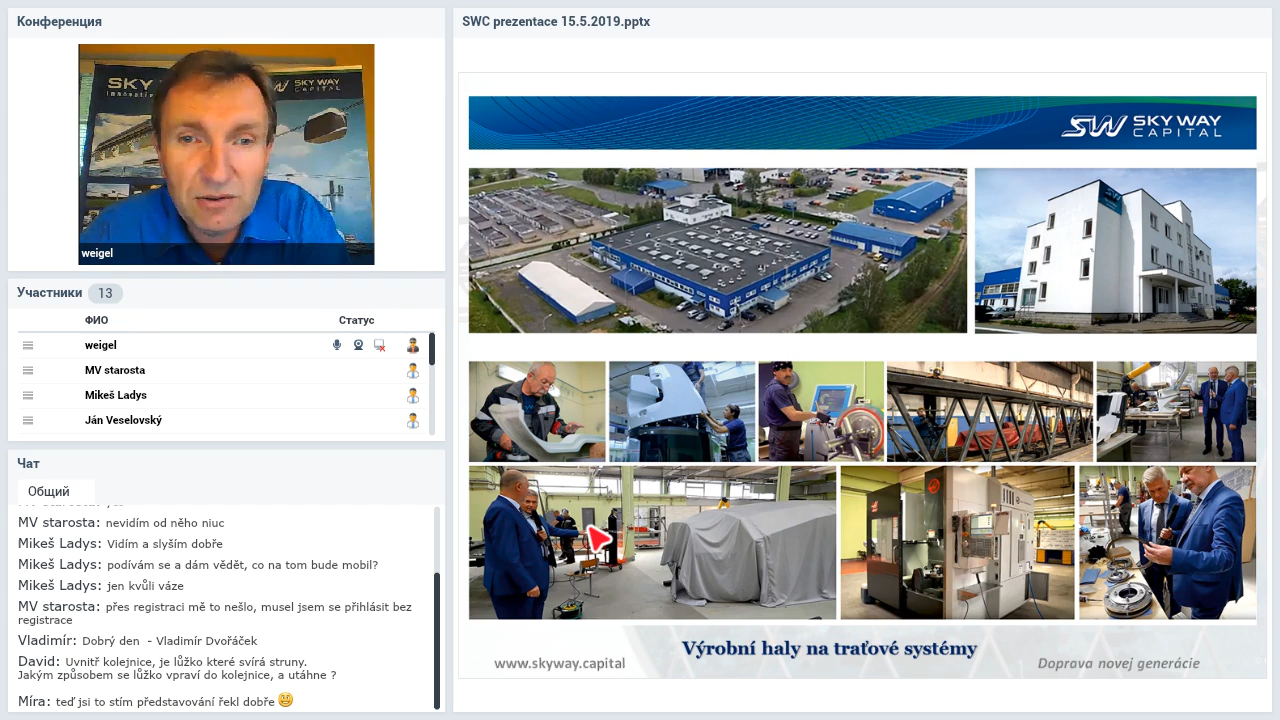 Конференция
SKY
SKY WAY
CAPITAL
weigel
Участники 13
ФИО Статус
weigel
MV starosta
Mikeš Ladys
Ján Veselovský
Чат
Общий
MV starosta: nevidím od něho niuc
Mikeš Ladys: Vidím a slyším dobře
Mikeš Ladys: podívám se a dám vědět, co na tom bude mobil?
Mikeš Ladys: jen kvůli váze
MV starosta: přes registraci mě to nešlo, musel jsem se přihlásit bez
registrace
Vladimír: Dobrý den - Vladimír Dvořáček
David: Uvnitř kolejnice, je lůžko které svírá struny.
Jakým způsobem se lůžko vpraví do kolejnice, a utáhne ?
Míra: teď jsi to stím představování řekl dobře
SWC prezentace 15.5.2019.pptx
SW SKY WAY
CAPITAL
Výrobní haly na traťové systémy
www.skyway.capital
Doprava novej generácie